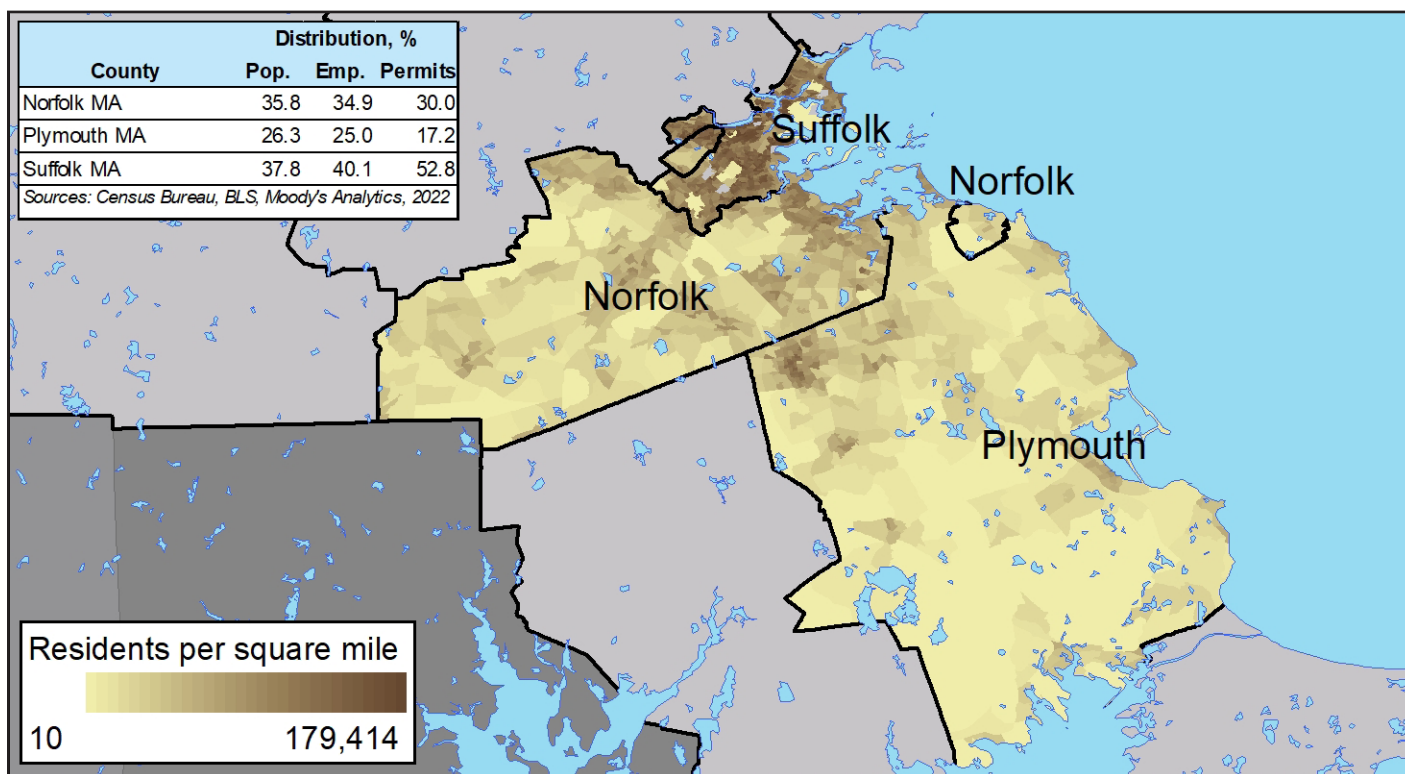 Distribution, %
County Pop. Emp. Permits
Norfolk MA 35.8 34.9 30.0
Plymouth MA 26.3 25.0 17.2
Suffolk MA 37.8 40.1 52.8
Sources: Census Bureau, BLS, Moody's Analytics, 2022
Suffolk
Norfolk
Norfolk
Plymouth
Residents per square mile
10 179,414